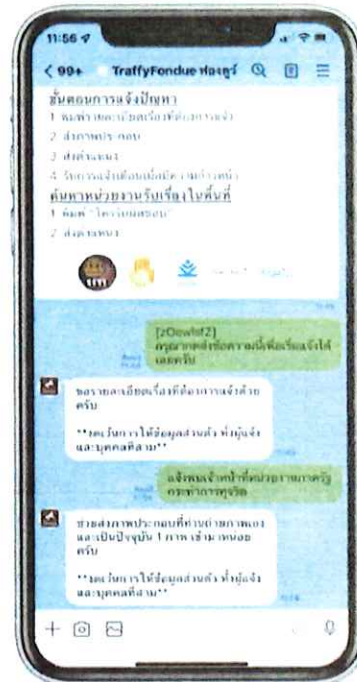 11:56
99+ TraffyFondue ฟองดูว์
ขั้นตอนการแจ้งปัญหา
1 พิมพ์รายละเอียดเรื่องที่ต้องการแจ้ง
2 ส่งภาพประกอบ
3 ส่งตำแหน่ง
4 รับการแจ้งเตือนเมื่อมีความก้าวหน้า
ค้นหาหน่วยงานรับเรื่องในพื้นที่
1 พิมพ์ "ใครรับผิดชอบ"
2 ส่งตำแหน่ง
กรุณากดส่งข้อความนี้เพื่อเริ่มแจ้งได้
เลยครับ
ขอรายละเอียดเรื่องที่ต้องการแจ้งด้วย
ครับ
**งดเว้นการให้ข้อมูลส่วนตัว ทั้งผู้แจ้ง
และบุคคลที่สาม**
แจ้งพบเจ้าหน้าที่หน่วยงานภาครัฐ
กระทำการทุจริต
ช่วยส่งภาพประกอบที่ท่านถ่ายภาพเอง
และเป็นปัจจุบัน 1 ภาพ เข้ามาหน่อย
ครับ
**งดเว้นการให้ข้อมูลส่วนตัว ทั้งผู้แจ้ง
และบุคคลที่สาม**